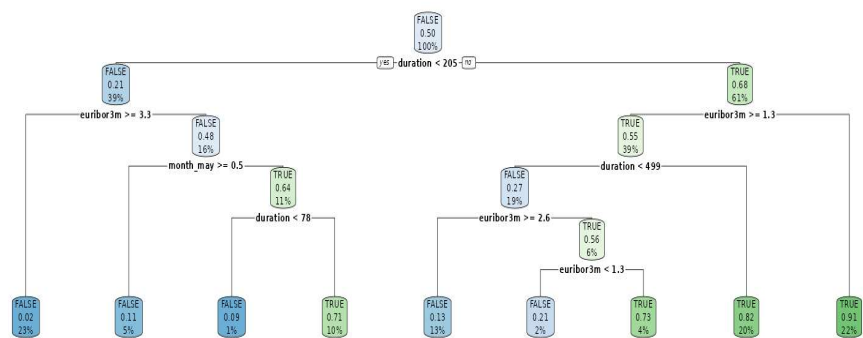 FALSE
0.50
100%
yes duration < 205 no
FALSE
0.21
39%
TRUE
0.68
61%
euribor3m >= 3.3
euribor3m >= 1.3
FALSE
0.48
16%
TRUE
0.55
39%
month_may >= 0.5
duration < 499
TRUE
0.64
11%
FALSE
0.27
19%
duration < 78
euribor3m >= 2.6
TRUE
0.56
6%
euribor3m < 1.3
FALSE
0.02
23%
FALSE
0.11
5%
FALSE
0.09
1%
TRUE
0.71
10%
FALSE
0.13
13%
FALSE
0.21
2%
TRUE
0.73
4%
TRUE
0.82
20%
TRUE
0.91
22%